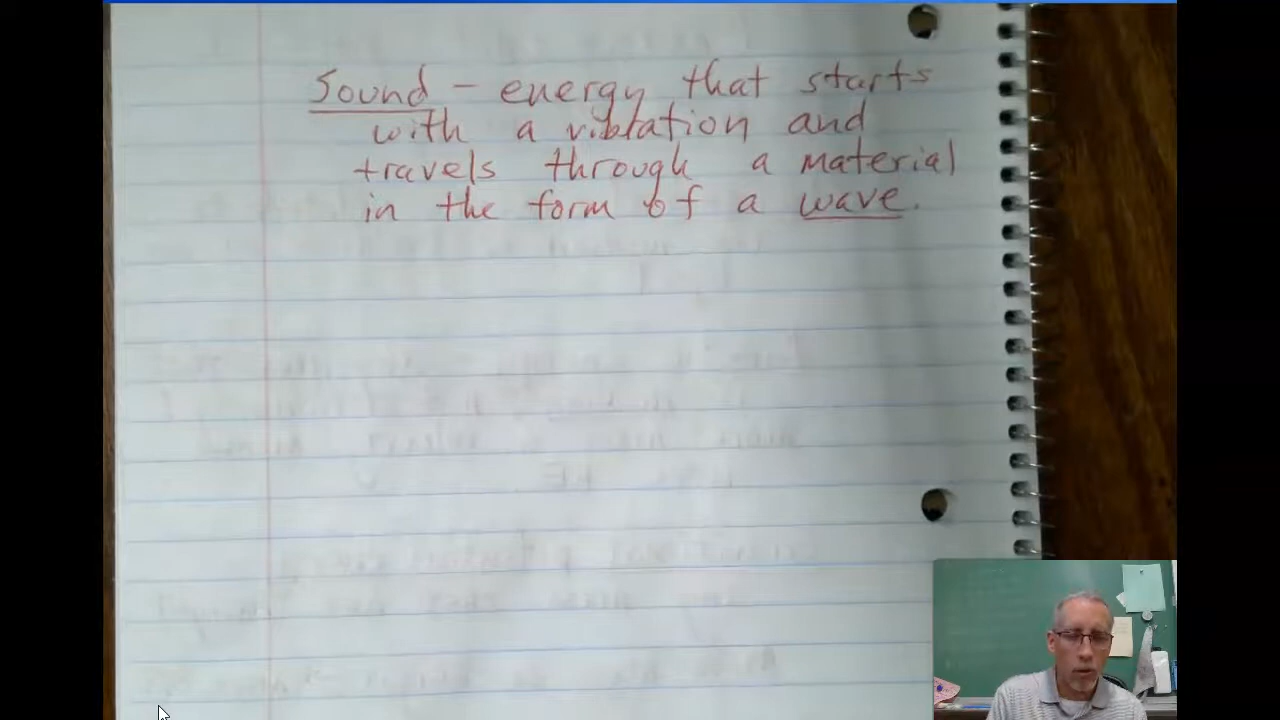 Sound - energy that starts
with a vibration and
travels through a material
in the form of a wave.